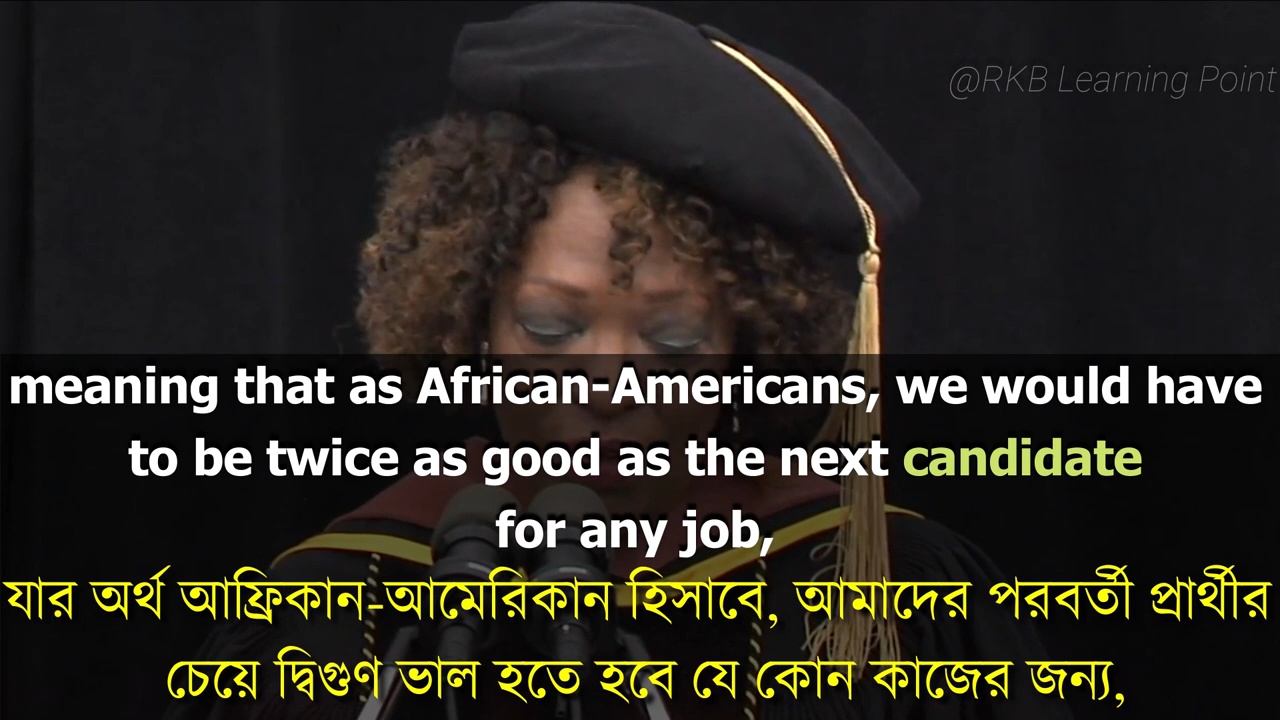 @RKB Learning Point
meaning that as African-Americans, we would have
to be twice as good as the next candidate
for any job,
যার অর্থ আফ্রিকান-আমেরিকান হিসাবে, আমাদের পরবর্তী প্রার্থীর
চেয়ে দ্বিগুণ ভাল হতে হবে যে কোন কাজের জন্য,